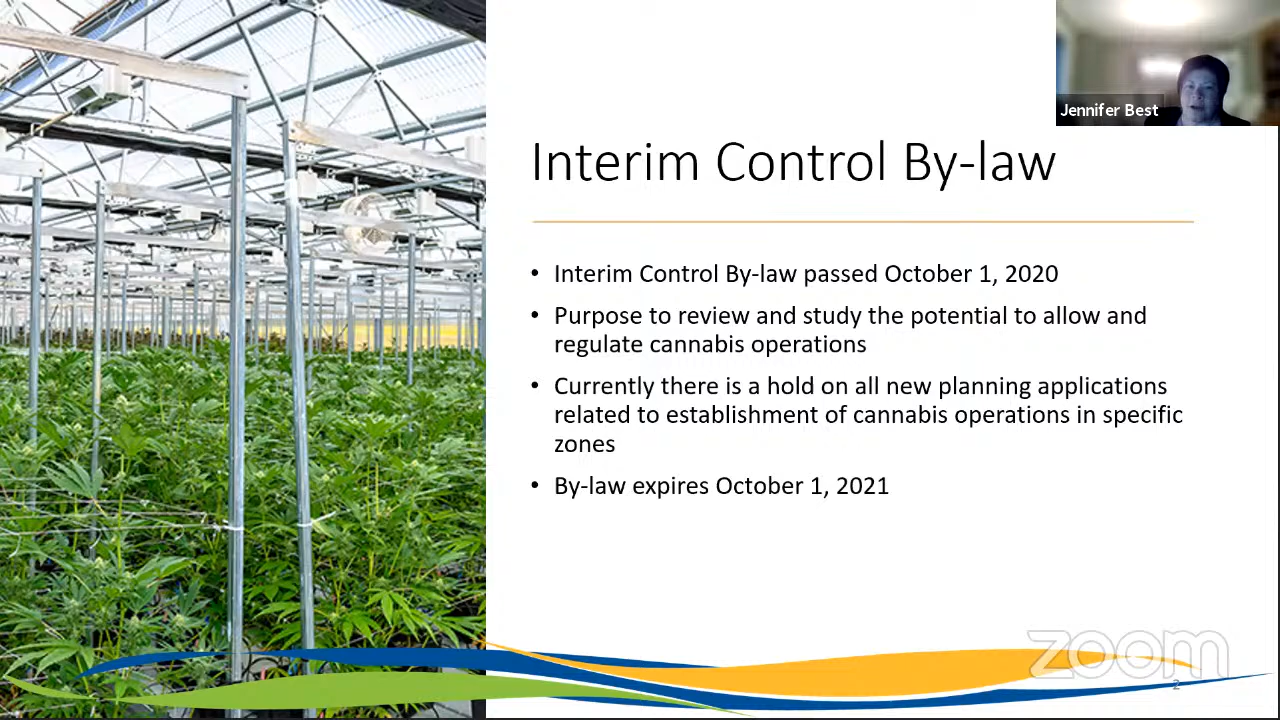 Jennifer Best
Interim Control By-law
• Interim Control By-law passed October 1, 2020
• Purpose to review and study the potential to allow and
regulate cannabis operations
• Currently there is a hold on all new planning applications
related to establishment of cannabis operations in specific
zones
• By-law expires October 1, 2021
zoom
2